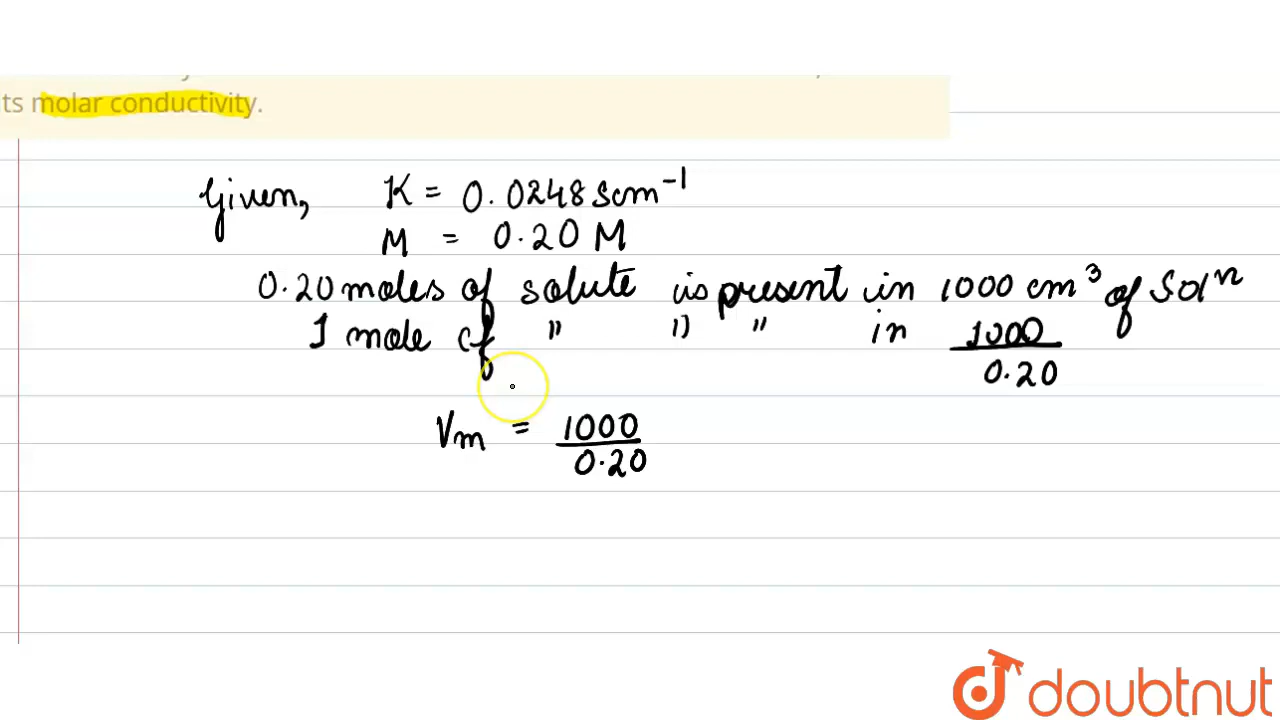 ts molar conductivity.
Given, K = 0.0248 Scm⁻¹
M = 0.20 M
0.20 moles of solute is present in 1000 cm³ of Solⁿ
1 mole of " " " in 1000/0.20
Vm = 1000/0.20
doubtnut